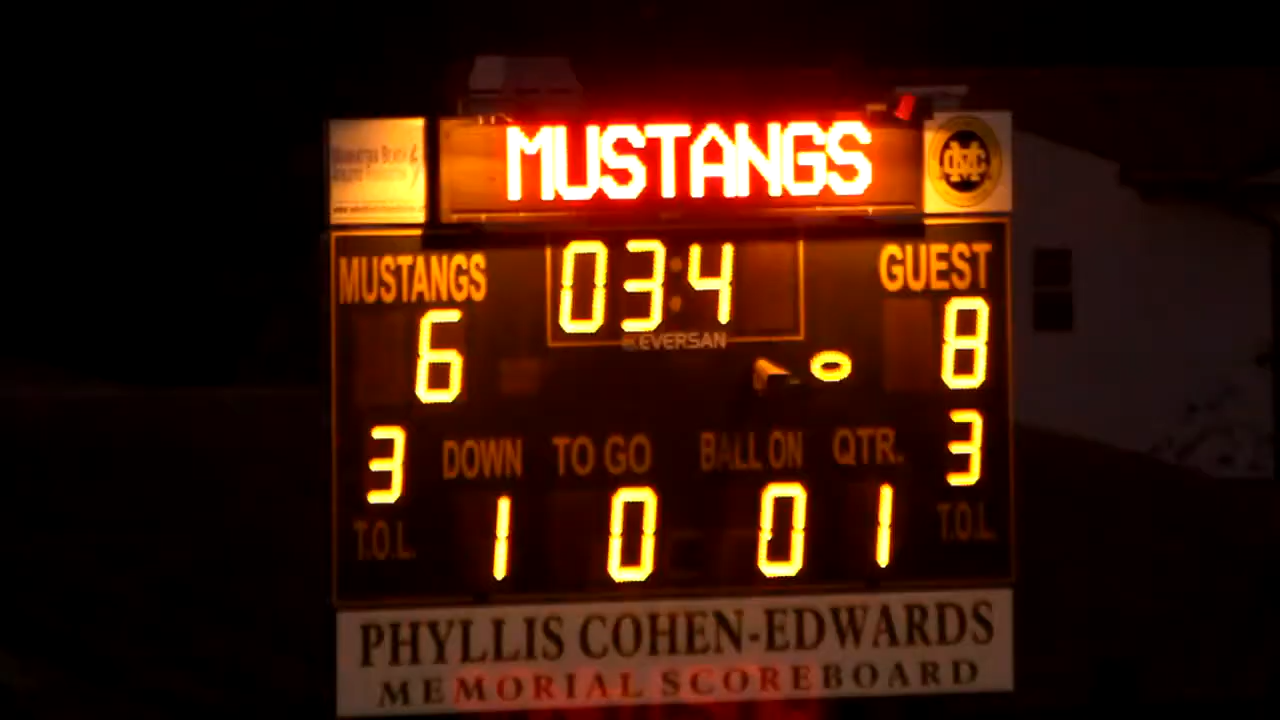 MUSTANGS
MC
MUSTANGS 03:4 GUEST
EVERSAN
6 8
3 DOWN TO GO BALL ON QTR. 3
T.O.L. 1 0 0 1 T.O.L.
PHYLLIS COHEN-EDWARDS
MEMORIAL SCOREBOARD